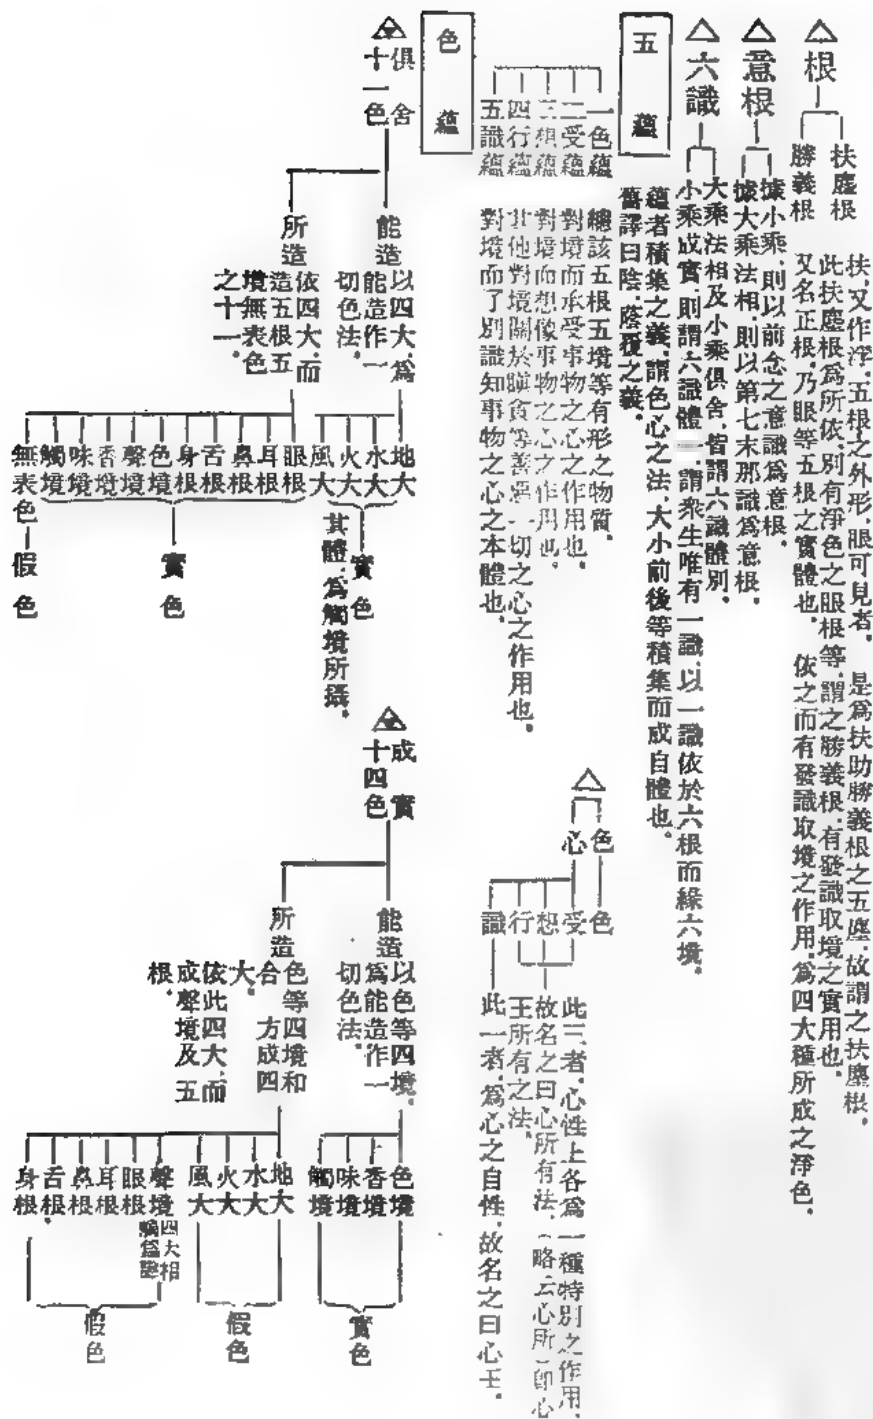 △根
扶塵根
扶、又作浮、五根之外形、眼可見者。是爲扶助勝義根之五塵、故謂之扶塵根。
此扶塵根爲所依、別有淨色之眼根等、謂之勝義根、有發識取境之實用也。
勝義根
又名正根、乃眼等五根之實體也。依之而有發識取境之作用、爲四大種所成之淨色。
△意根
據小乘、則以前念之意識爲意根。
據大乘法相、則以第七末那識爲意根。
△六識
大乘法相及小乘俱舍、皆謂六識體別。
小乘成實、則謂六識體一、謂衆生唯有一識、以一識依於六根而緣六境。
五蘊
蘊者積集之義、謂色心之法、大小前後等積集而成自體也。
舊譯曰陰、蔭覆之義。
一色蘊 總該五根五境等有形之物質。
二受蘊 對境而承受事物之心之作用也。
三想蘊 對境而想像事物之心之作用也。
四行蘊 其他對境關於瞋貪等善惡一切之心之作用也。
五識蘊 對境而了別識知事物之心之本體也。
△
色 色
心
受
想
行
此三者、心性上各爲一種特別之作用、
故名之曰心所有法、(略云心所)卽心
王所有之法。
識 此一者、爲心之自性、故名之曰心王。
色蘊
俱舍
十一色
能造
以四大、爲
能造作一
切色法。
地大
水大
火大
風大
實色
其體、爲觸境所攝。
所造
依四大、而
造五根五
境無表色
之十一。
眼根
耳根
鼻根
舌根
身根
色境
聲境
香境
味境
觸境
實色
無表色 假色
成實
十四色
能造
以色等四境、
爲能造作一
切色法。
色境
香境
味境
觸境
實色
所造
色等四境和
合 方成四
大。
依此四大、而
成聲境及五
根。
地大
水大
火大
風大
假色
聲境 四大相
觸爲聲
眼根
耳根
鼻根
舌根
身根
假色